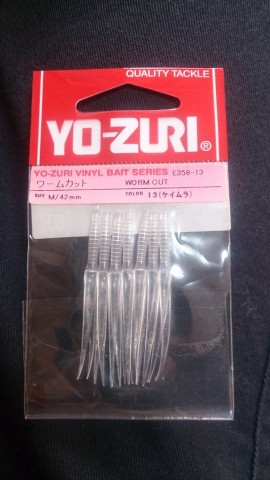 QUALITY TACKLE
YO-ZURI®
YO-ZURI VINYL BAIT SERIES E358-13
ワームカット WORM CUT
SIZE M/42mm COLOR 13(ケイムラ)